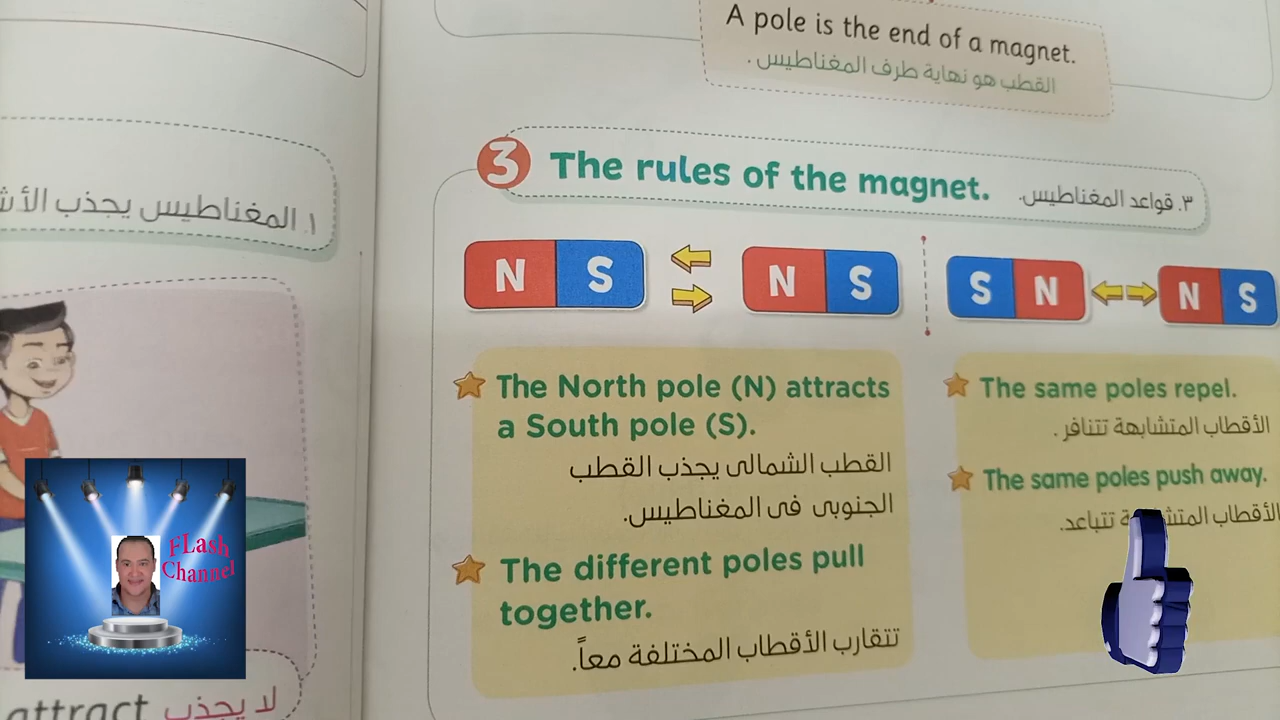 A pole is the end of a magnet.
القطب هو نهاية طرف المغناطيس .
١. المغناطيس يجذب
3 The rules of the magnet. ٣. قواعد المغناطيس.
N S N S S N N S
The North pole (N) attracts
a South pole (S).
القطب الشمالى يجذب القطب
الجنوبى فى المغناطيس.
The different poles pull
together.
تتقارب الأقطاب المختلفة معاً.
The same poles repel.
الأقطاب المتشابهة تتنافر .
The same poles push away.
الأقطاب تتباعد.
FLash
Channel
attract لا يجذب